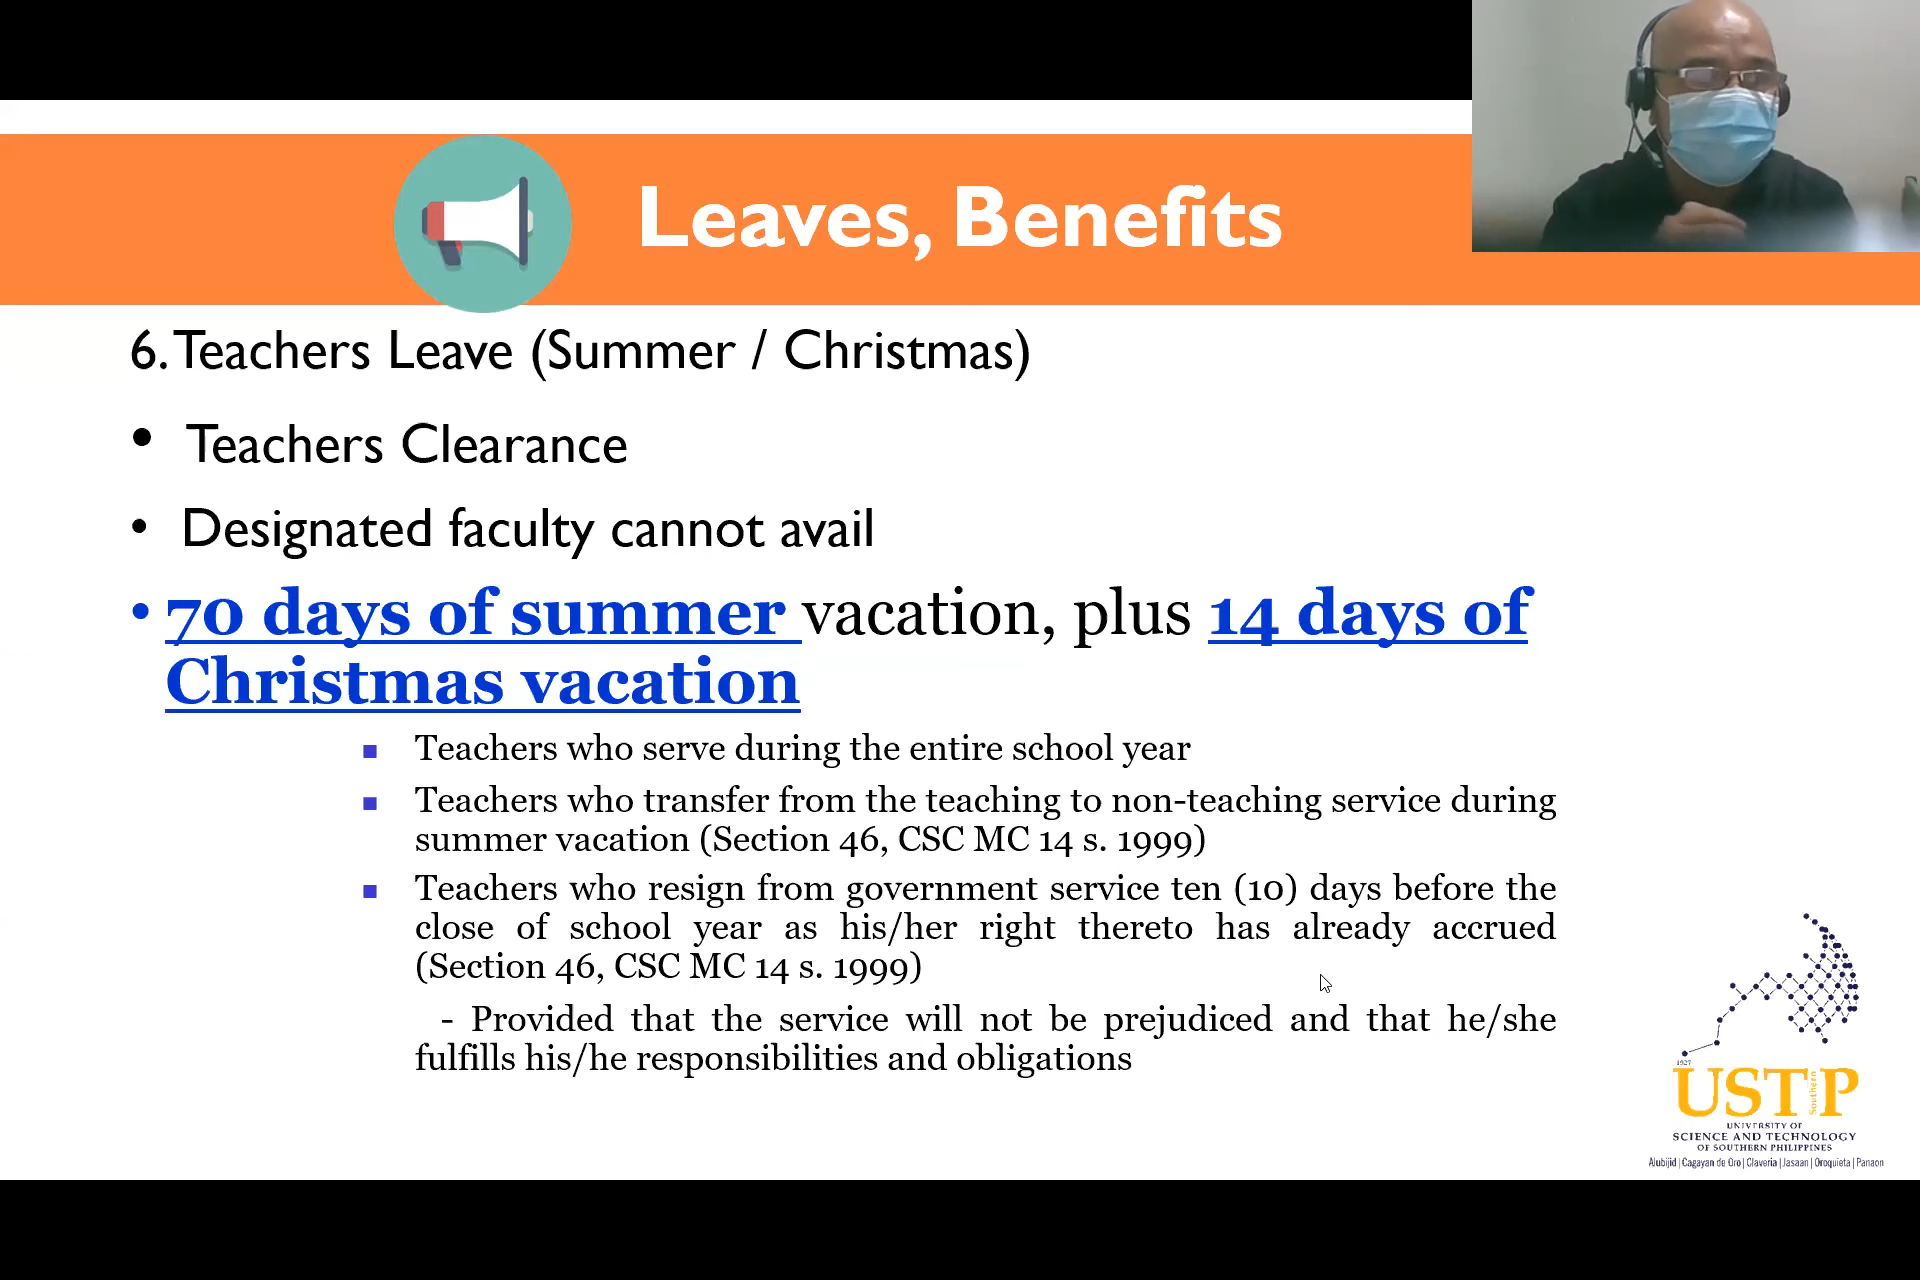 Leaves, Benefits
6. Teachers Leave (Summer / Christmas)
• Teachers Clearance
• Designated faculty cannot avail
• 70 days of summer vacation, plus 14 days of
Christmas vacation
▪ Teachers who serve during the entire school year
▪ Teachers who transfer from the teaching to non-teaching service during
summer vacation (Section 46, CSC MC 14 s. 1999)
▪ Teachers who resign from government service ten (10) days before the
close of school year as his/her right thereto has already accrued
(Section 46, CSC MC 14 s. 1999)
- Provided that the service will not be prejudiced and that he/she
fulfills his/he responsibilities and obligations
1927
USTP
Southern
UNIVERSITY OF
SCIENCE AND TECHNOLOGY
OF SOUTHERN PHILIPPINES
Alubijid | Cagayan de Oro | Claveria | Jasaan | Oroquieta | Panaon